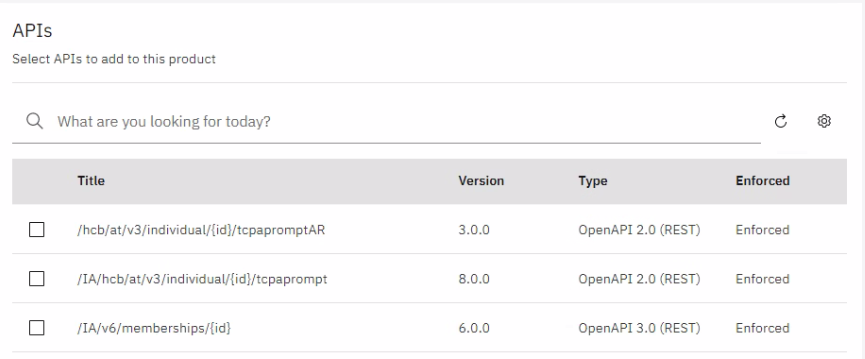 APIs
Select APIs to add to this product
What are you looking for today?
Title Version Type Enforced
/hcb/at/v3/individual/{id}/tcpapromptAR 3.0.0 OpenAPI 2.0 (REST) Enforced
/IA/hcb/at/v3/individual/{id}/tcpaprompt 8.0.0 OpenAPI 2.0 (REST) Enforced
/IA/v6/memberships/{id} 6.0.0 OpenAPI 3.0 (REST) Enforced